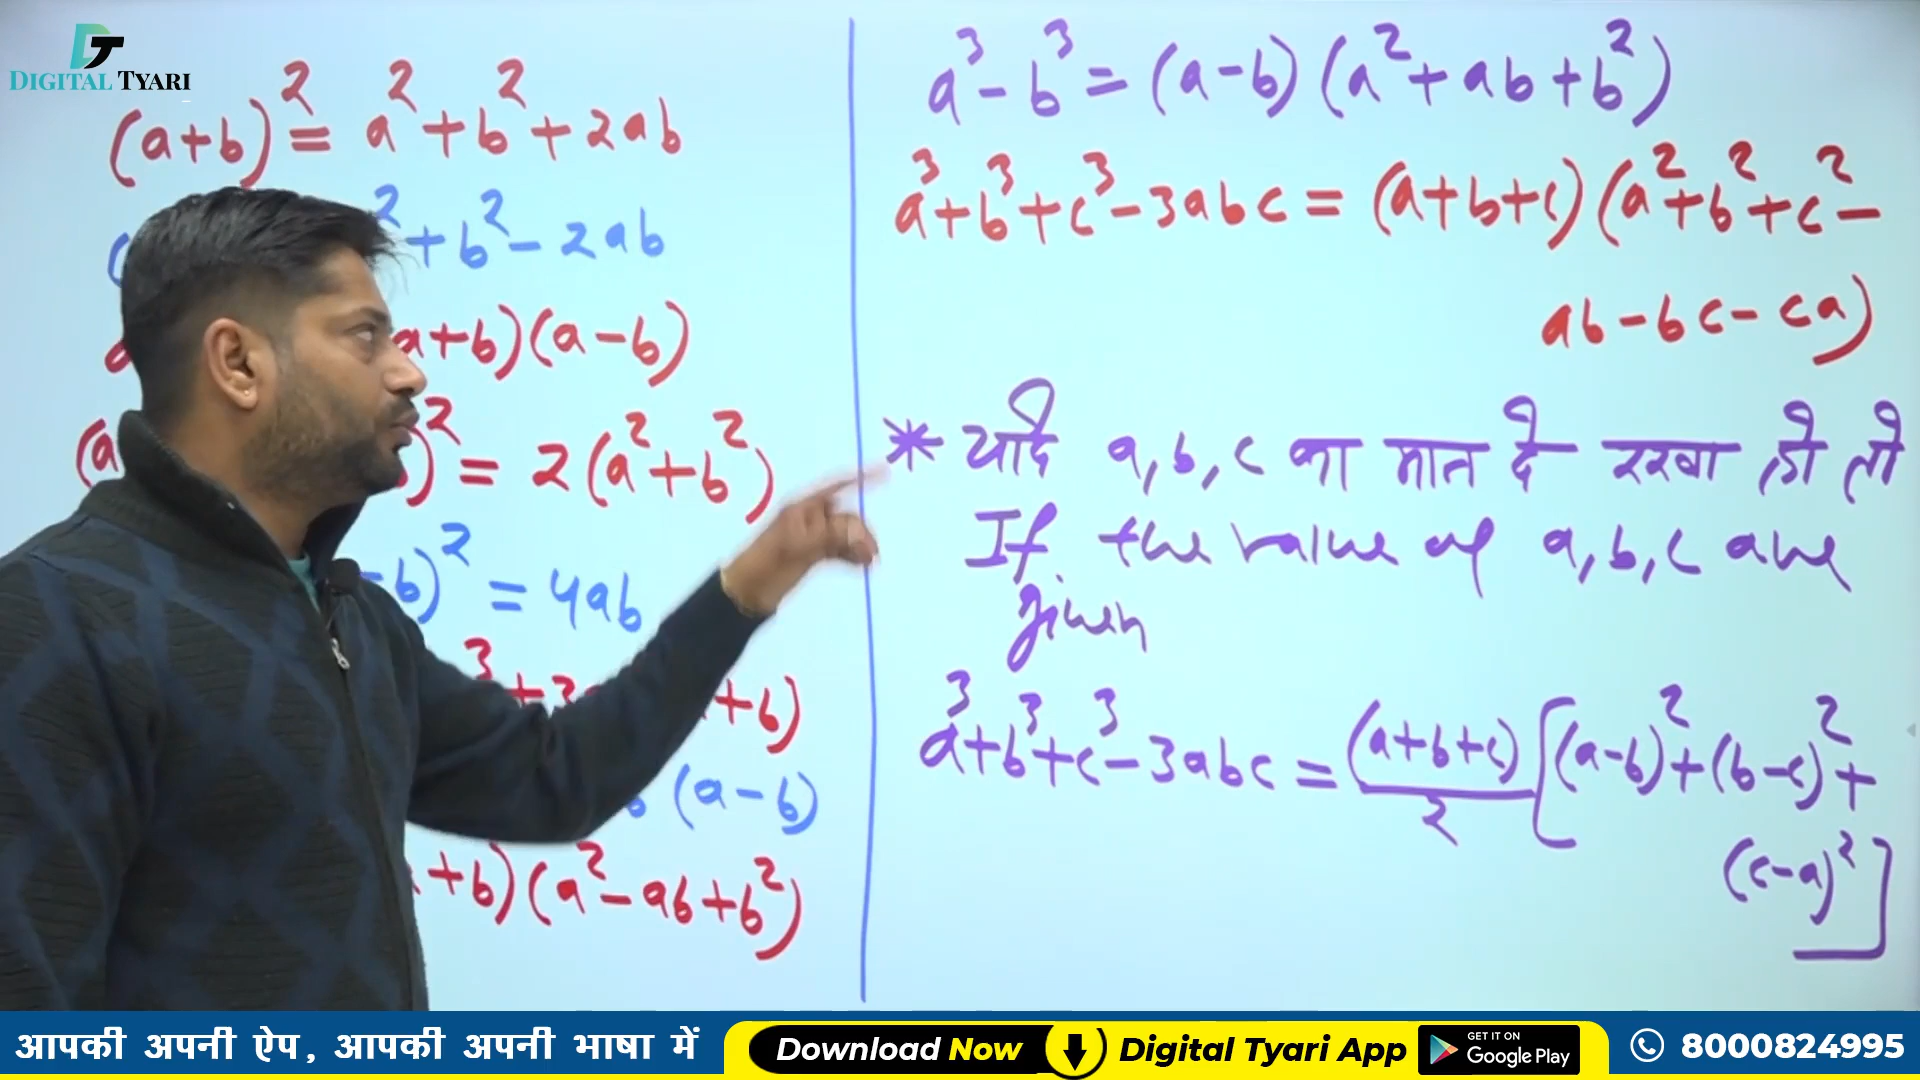 DIGITAL TYARI
(a+b)² = a²+b²+2ab
(
²+b²-2ab
a+b)(a-b)
(a
)² = 2(a²+b²)
-b)² = 4ab
³+3
+b)
b (a-b)
+b)(a²-ab+b²)
a³-b³ = (a-b)(a²+ab+b²)
a³+b³+c³-3abc = (a+b+c)(a²+b²+c²-
ab-bc-ca)
* यदि a,b,c का मान दे रखा हो तो
If the value of a,b,c are
given
a³+b³+c³-3abc = (a+b+c)/2 [(a-b)²+(b-c)²+
(c-a)²]
आपकी अपनी ऐप, आपकी अपनी भाषा में
Download Now
Digital Tyari App
GET IT ON
Google Play
8000824995